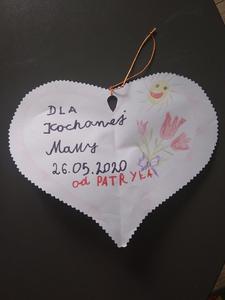 DLA
Kochanej
Mamy
26.05.2020
od PATRYKA